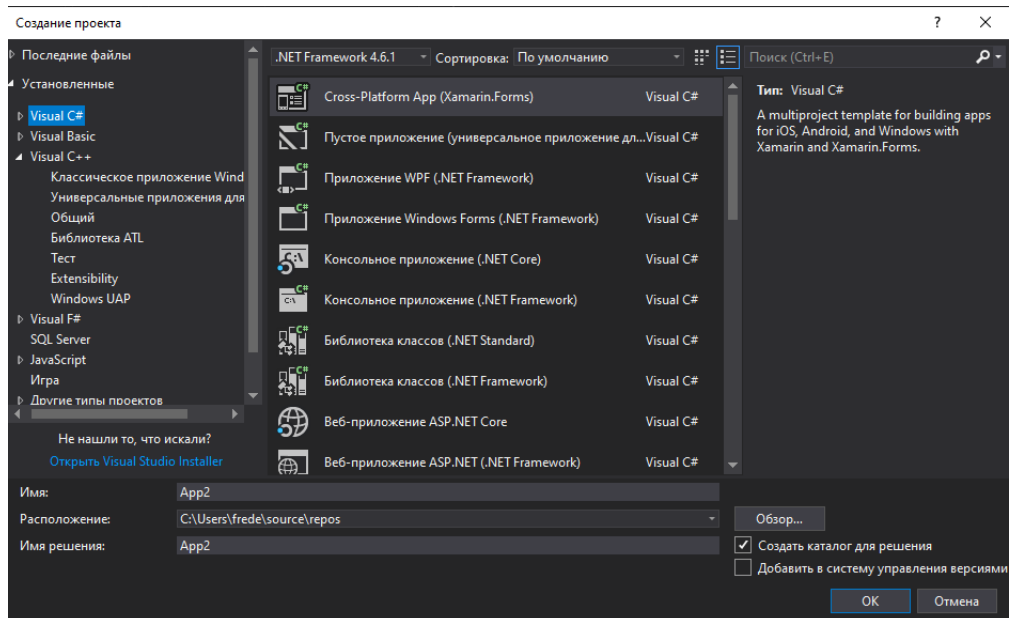 Создание проекта
Последние файлы
Установленные
Visual C#
Visual Basic
Visual C++
Классическое приложение Wind
Универсальные приложения для
Общий
Библиотека ATL
Тест
Extensibility
Windows UAP
Visual F#
SQL Server
JavaScript
Игра
Другие типы проектов
Не нашли то, что искали?
Открыть Visual Studio Installer
.NET Framework 4.6.1 Сортировка: По умолчанию
Cross-Platform App (Xamarin.Forms) Visual C#
Пустое приложение (универсальное приложение дл... Visual C#
Приложение WPF (.NET Framework) Visual C#
Приложение Windows Forms (.NET Framework) Visual C#
Консольное приложение (.NET Core) Visual C#
Консольное приложение (.NET Framework) Visual C#
Библиотека классов (.NET Standard) Visual C#
Библиотека классов (.NET Framework) Visual C#
Веб-приложение ASP.NET Core Visual C#
Веб-приложение ASP.NET (.NET Framework) Visual C#
Поиск (Ctrl+E)
Тип: Visual C#
A multiproject template for building apps
for iOS, Android, and Windows with
Xamarin and Xamarin.Forms.
Имя: App2
Расположение: C:\Users\frede\source\repos
Обзор...
Имя решения: App2
Создать каталог для решения
Добавить в систему управления версиями
OK Отмена